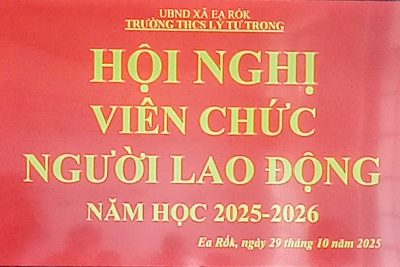 UBND XÃ EA RỐK
TRƯỜNG THCS LÝ TỰ TRỌNG
HỘI NGHỊ
VIÊN CHỨC
NGƯỜI LAO ĐỘNG
NĂM HỌC 2025-2026
Ea Rốk, ngày 29 tháng 10 năm 2025